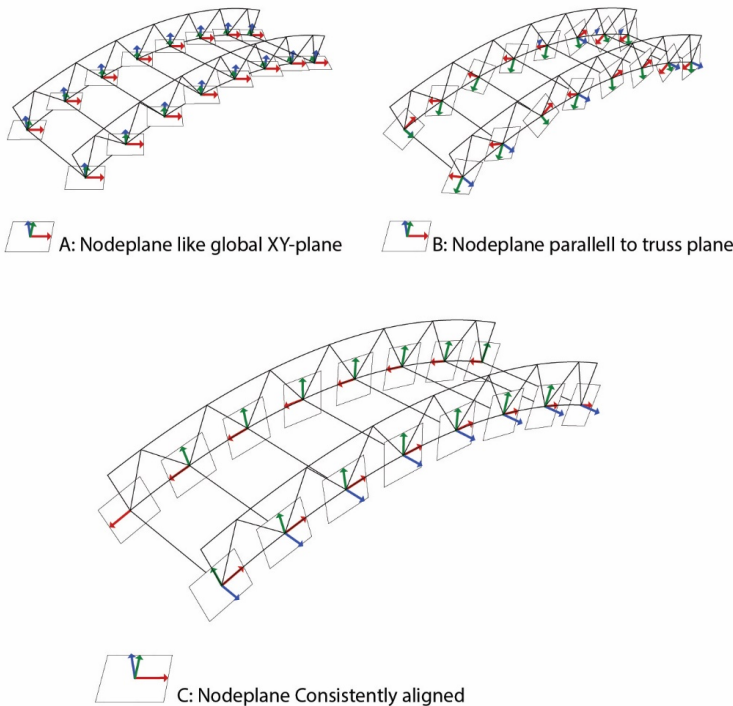 A: Nodeplane like global XY-plane
B: Nodeplane parallell to truss plane
C: Nodeplane Consistently aligned